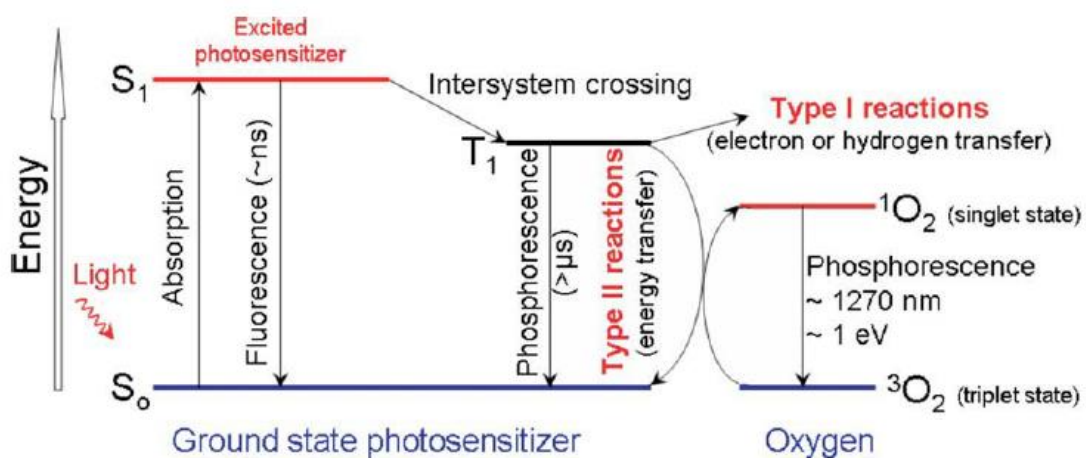 Excited
photosensitizer
S1
Intersystem crossing
Type I reactions
(electron or hydrogen transfer)
T1
Energy
Light
Absorption
Fluorescence (~ns)
Phosphorescence
(> μs)
Type II reactions
(energy transfer)
1O2 (singlet state)
Phosphorescence
~ 1270 nm
~ 1 eV
So
3O2 (triplet state)
Ground state photosensitizer
Oxygen